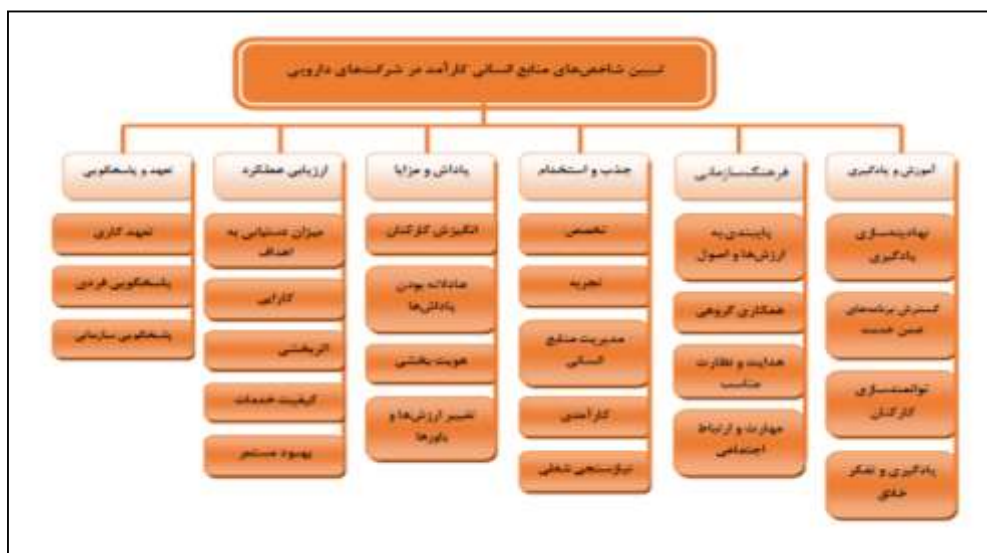 تبیین شاخص‌های منابع انسانی کارآمد در شرکت‌های دارویی
آموزش و یادگیری
نهادینه‌سازی
یادگیری
گسترش برنامه‌های
ضمن خدمت
توانمندسازی
کارکنان
یادگیری و تفکر
خلاق
فرهنگ‌سازمانی
پایبندی به
ارزش‌ها و اصول
همکاری گروهی
هدایت و نظارت
مناسب
مهارت و ارتباط
اجتماعی
جذب و استخدام
تخصص
تجربه
مدیریت منابع
انسانی
کارآمدی
نیازسنجی شغلی
پاداش و مزایا
انگیزش کارکنان
عادلانه بودن
پاداش‌ها
هویت بخشی
تغییر ارزش‌ها و
باورها
ارزیابی عملکرد
میزان دستیابی به
اهداف
کارایی
اثربخشی
کیفیت خدمات
بهبود مستمر
تعهد و پاسخگویی
تعهد کاری
پاسخگویی فردی
پاسخگویی سازمانی